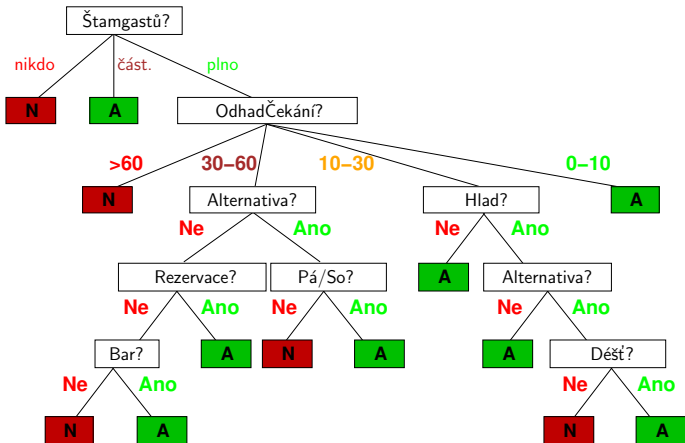 Štamgastů?
nikdo část. plno
N A OdhadČekání?
>60 30–60 10–30 0–10
N Alternativa? Hlad? A
Ne Ano Ne Ano
Rezervace? Pá/So? A Alternativa?
Ne Ano Ne Ano Ne Ano
Bar? A N A A Déšť?
Ne Ano Ne Ano
N A N A